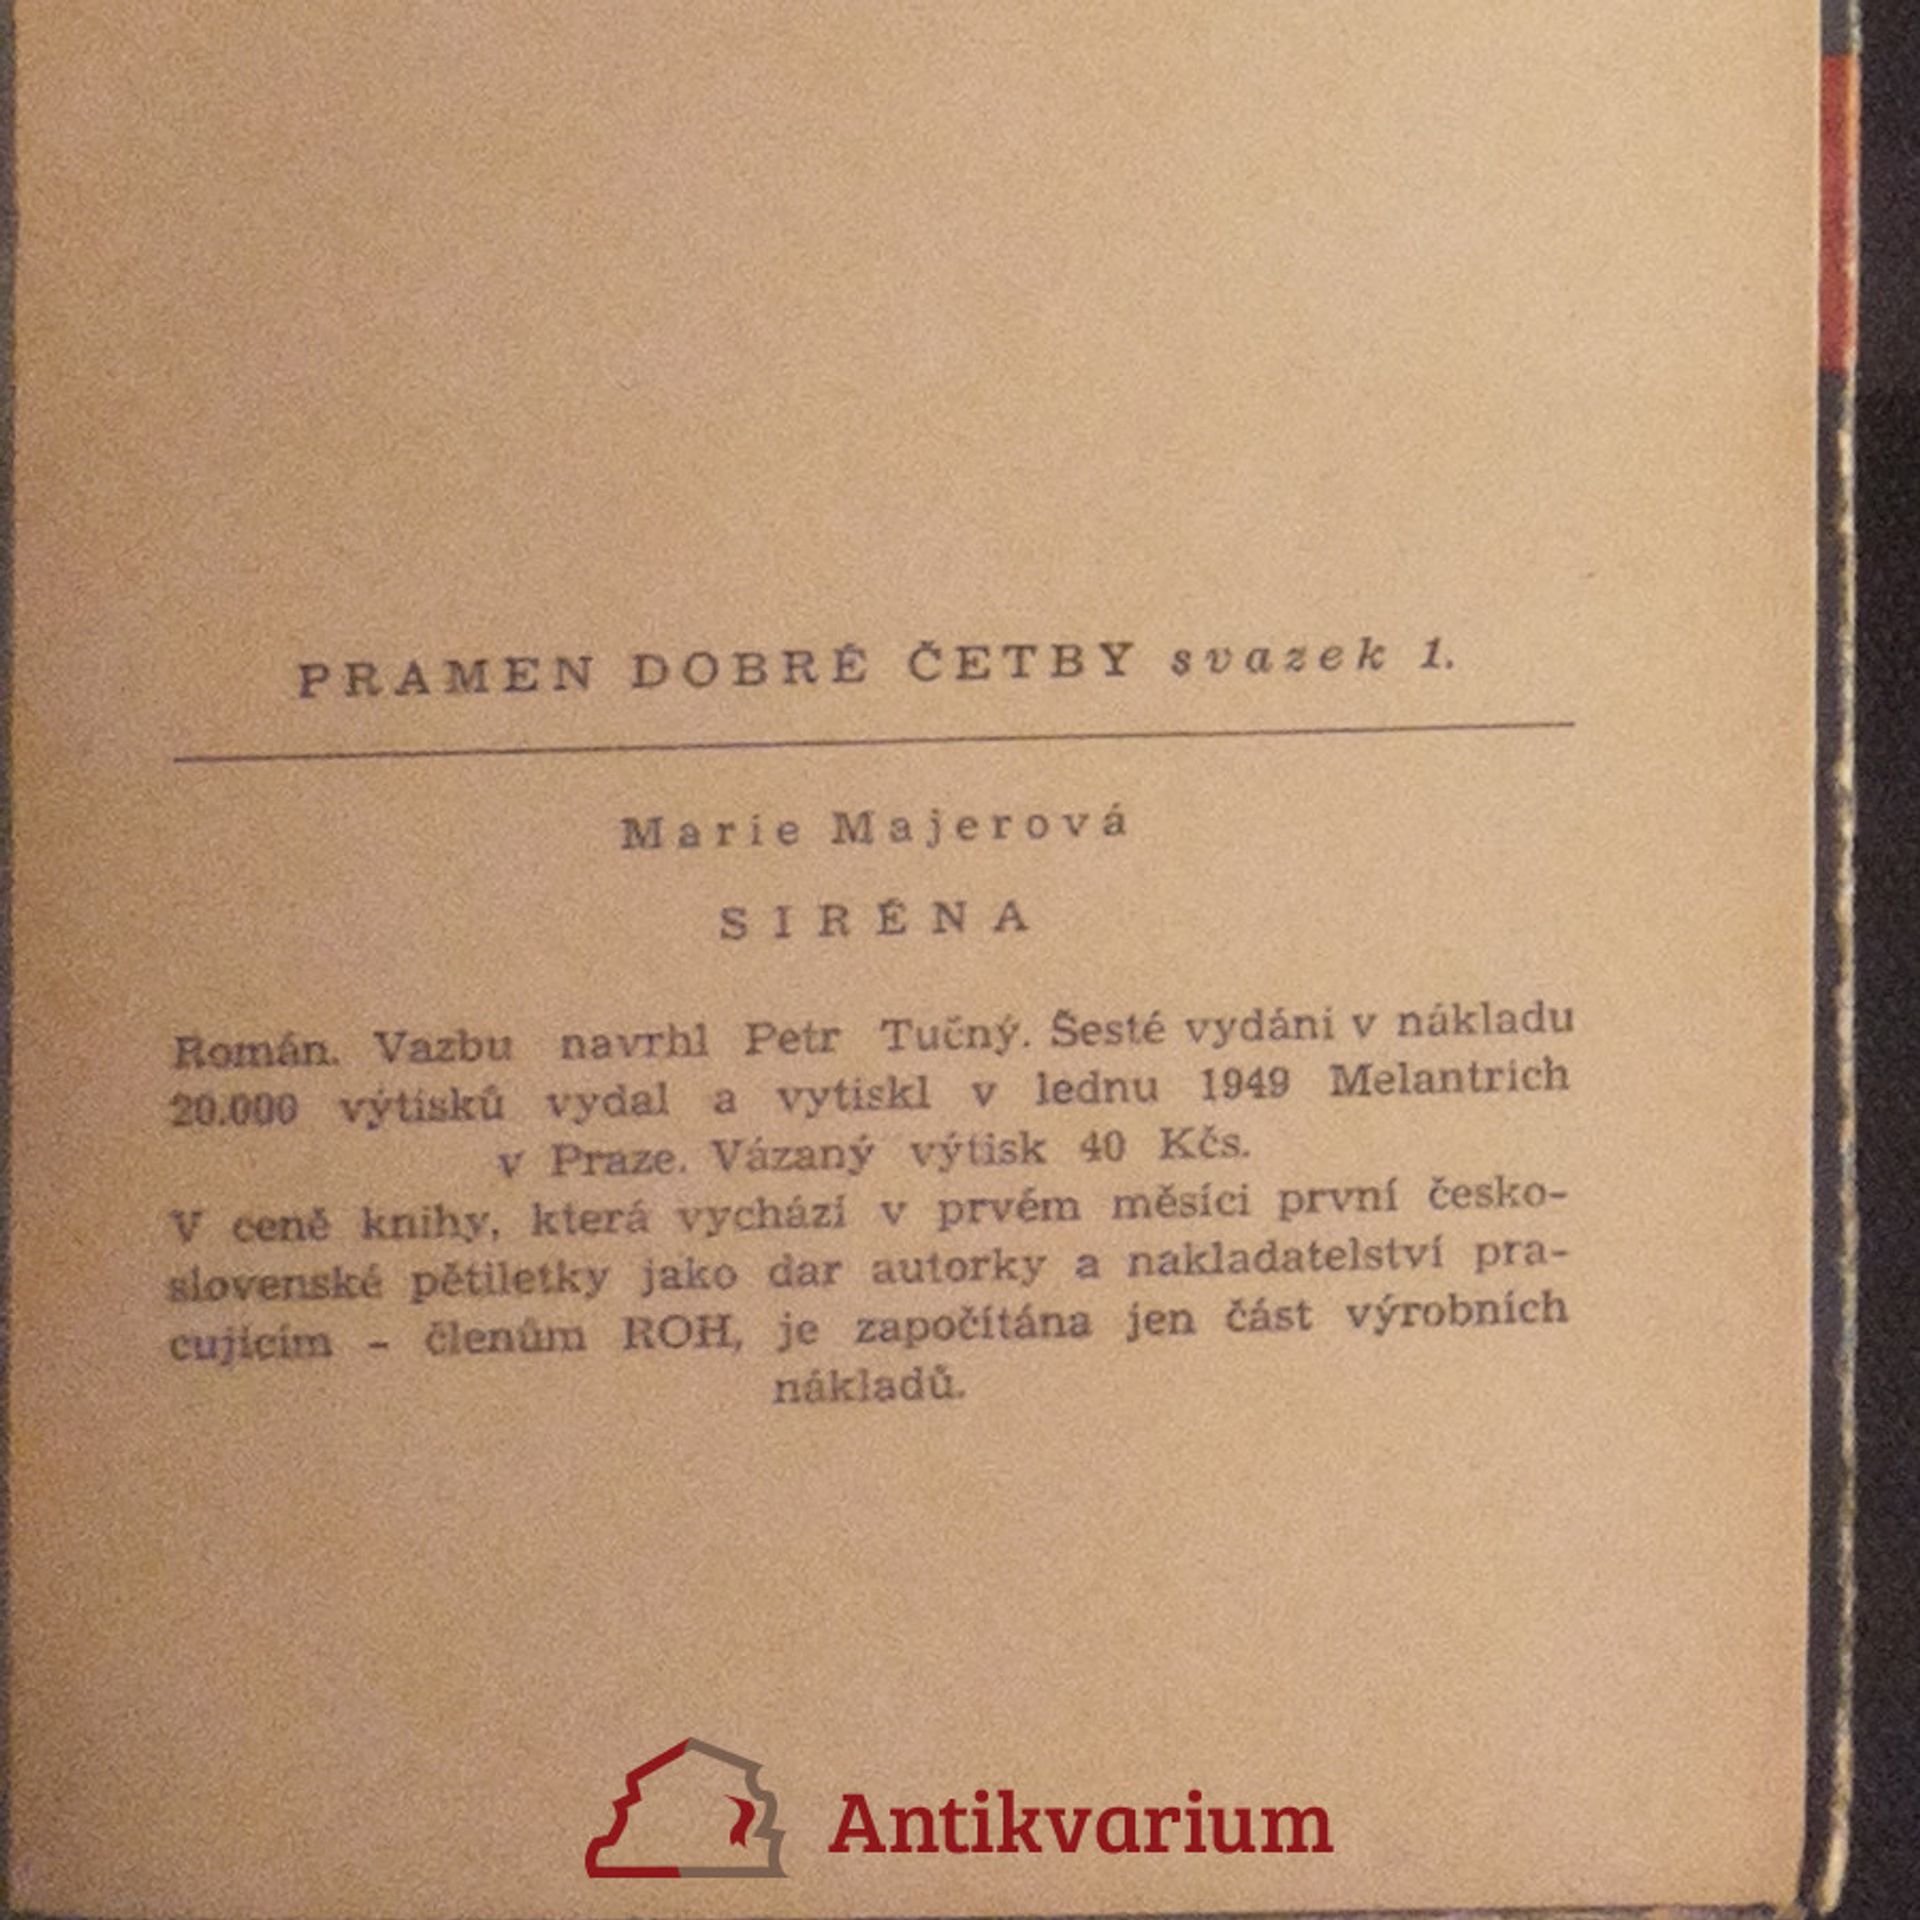 PRAMEN DOBRÉ ČETBY svazek 1.
Marie Majerová
SIRÉNA
Román. Vazbu navrhl Petr Tučný. Šesté vydání v nákladu
20.000 výtisků vydal a vytiskl v lednu 1949 Melantrich
v Praze. Vázaný výtisk 40 Kčs.
V ceně knihy, která vychází v prvém měsíci první česko-
slovenské pětiletky jako dar autorky a nakladatelství pra-
cujícím – členům ROH, je započítána jen část výrobních
nákladů.
Antikvarium